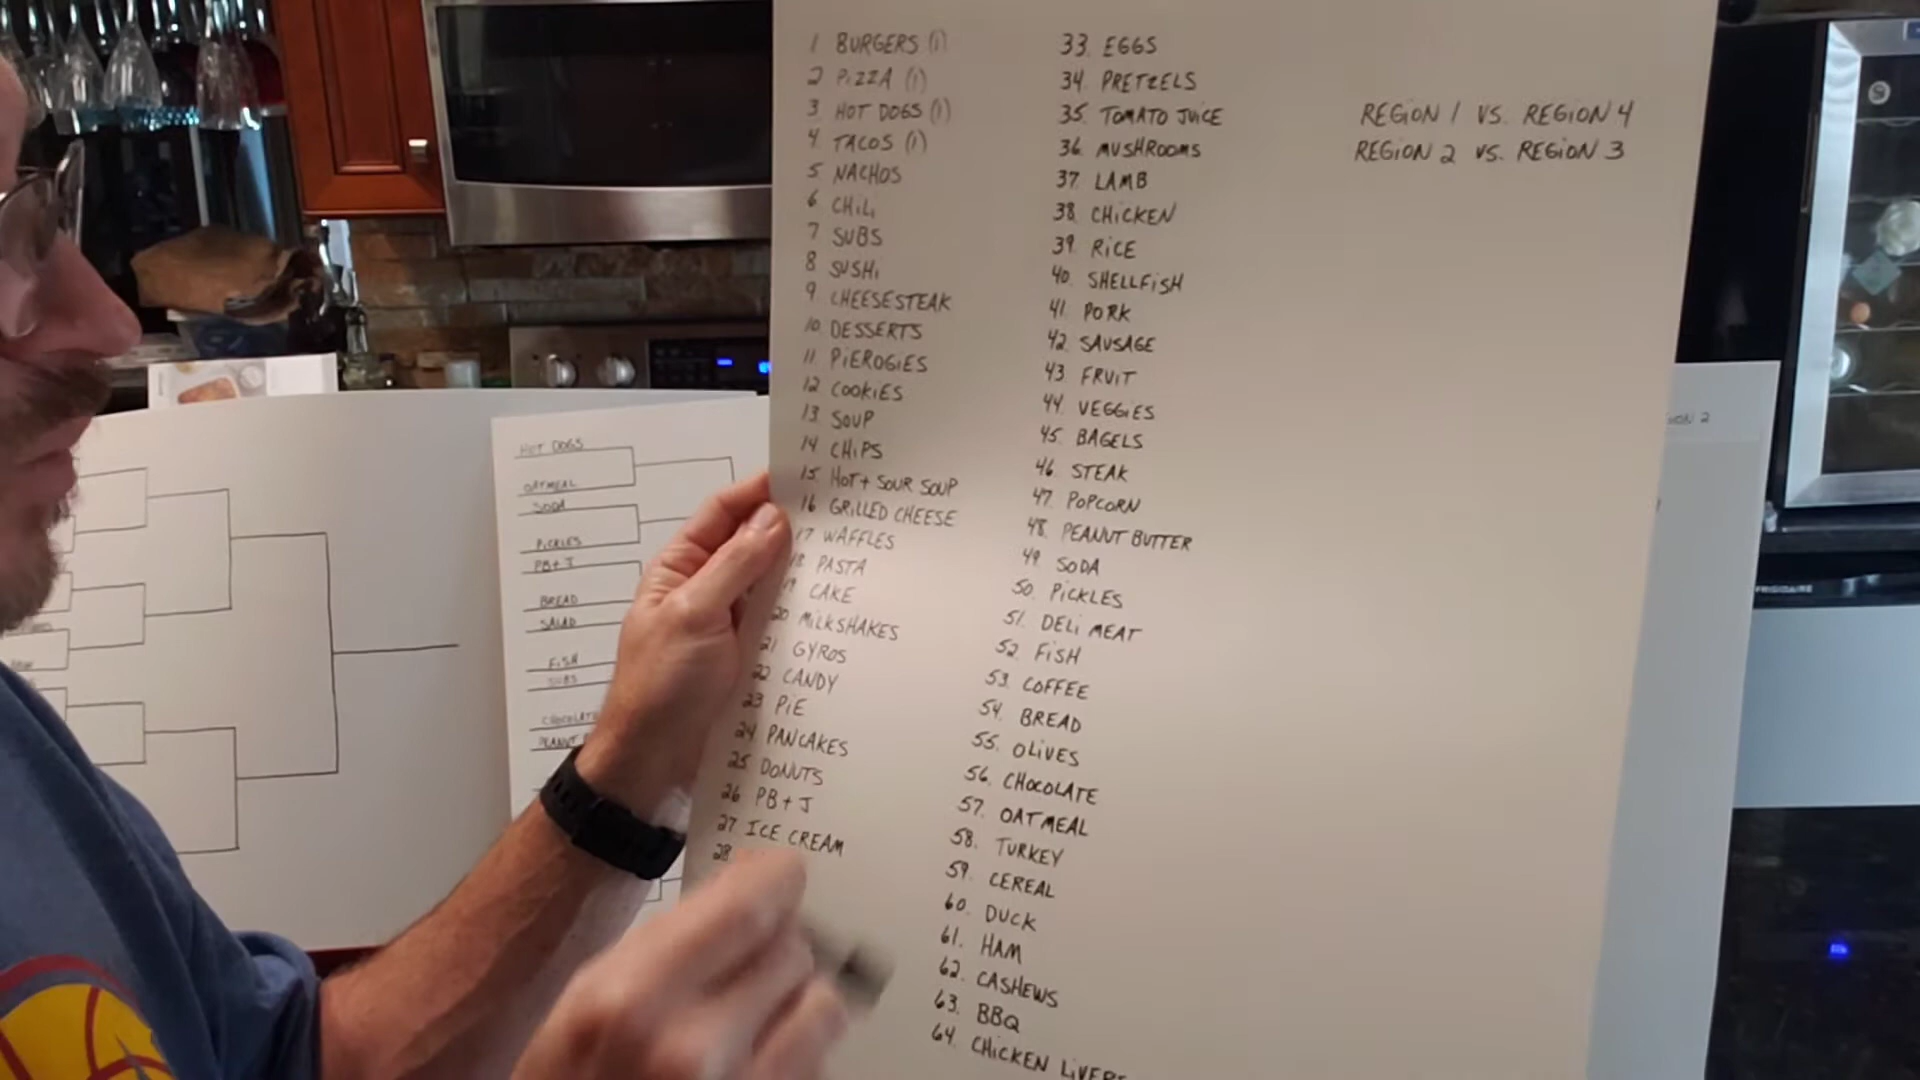 1 BURGERS (1)
2 PIZZA (1)
3 HOT DOGS (1)
4. TACOS (1)
5 NACHOS
6 CHILI
7 SUBS
8 SUSHI
9 CHEESESTEAK
10. DESSERTS
11 PIEROGIES
12 COOKIES
13. SOUP
14 CHIPS
15 HOT + SOUR SOUP
16 GRILLED CHEESE
17 WAFFLES
18 PASTA
19 CAKE
20 MILKSHAKES
21 GYROS
22 CANDY
23 PIE
24. PANCAKES
25 DONUTS
26 PB + J
27 ICE CREAM
28.
33. EGGS
34. PRETZELS
35. TOMATO JUICE
36. MUSHROOMS
37. LAMB
38. CHICKEN
39. RICE
40. SHELLFISH
41. PORK
42. SAUSAGE
43. FRUIT
44. VEGGIES
45. BAGELS
46. STEAK
47. POPCORN
48. PEANUT BUTTER
49. SODA
50. PICKLES
51. DELI MEAT
52. FISH
53. COFFEE
54. BREAD
55. OLIVES
56. CHOCOLATE
57. OATMEAL
58. TURKEY
59. CEREAL
60. DUCK
61. HAM
62. CASHEWS
63. BBQ
64. CHICKEN LIVERS
REGION 1 VS. REGION 4
REGION 2 VS. REGION 3
HOT DOGS
OATMEAL
SODA
PICKLES
PB + J
BREAD
SALAD
FISH
SUBS
CHOCOLATE
PEANUT
FRIGIDAIRE